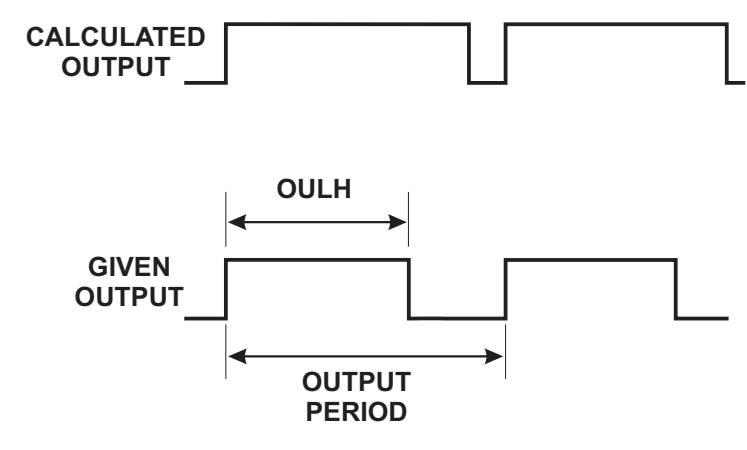 CALCULATED
OUTPUT
OULH
GIVEN
OUTPUT
OUTPUT
PERIOD